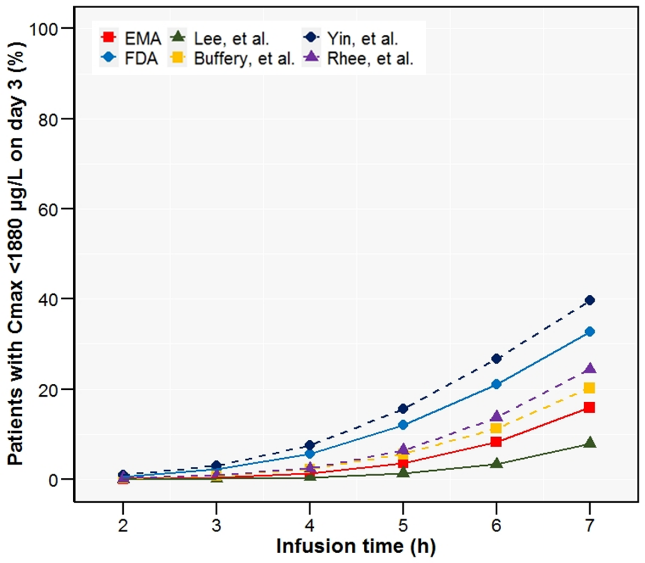 Patients with Cmax <1880 µg/L on day 3 (%)
100
80
60
40
20
0
EMA Lee, et al. Yin, et al.
FDA Buffery, et al. Rhee, et al.
2 3 4 5 6 7
Infusion time (h)